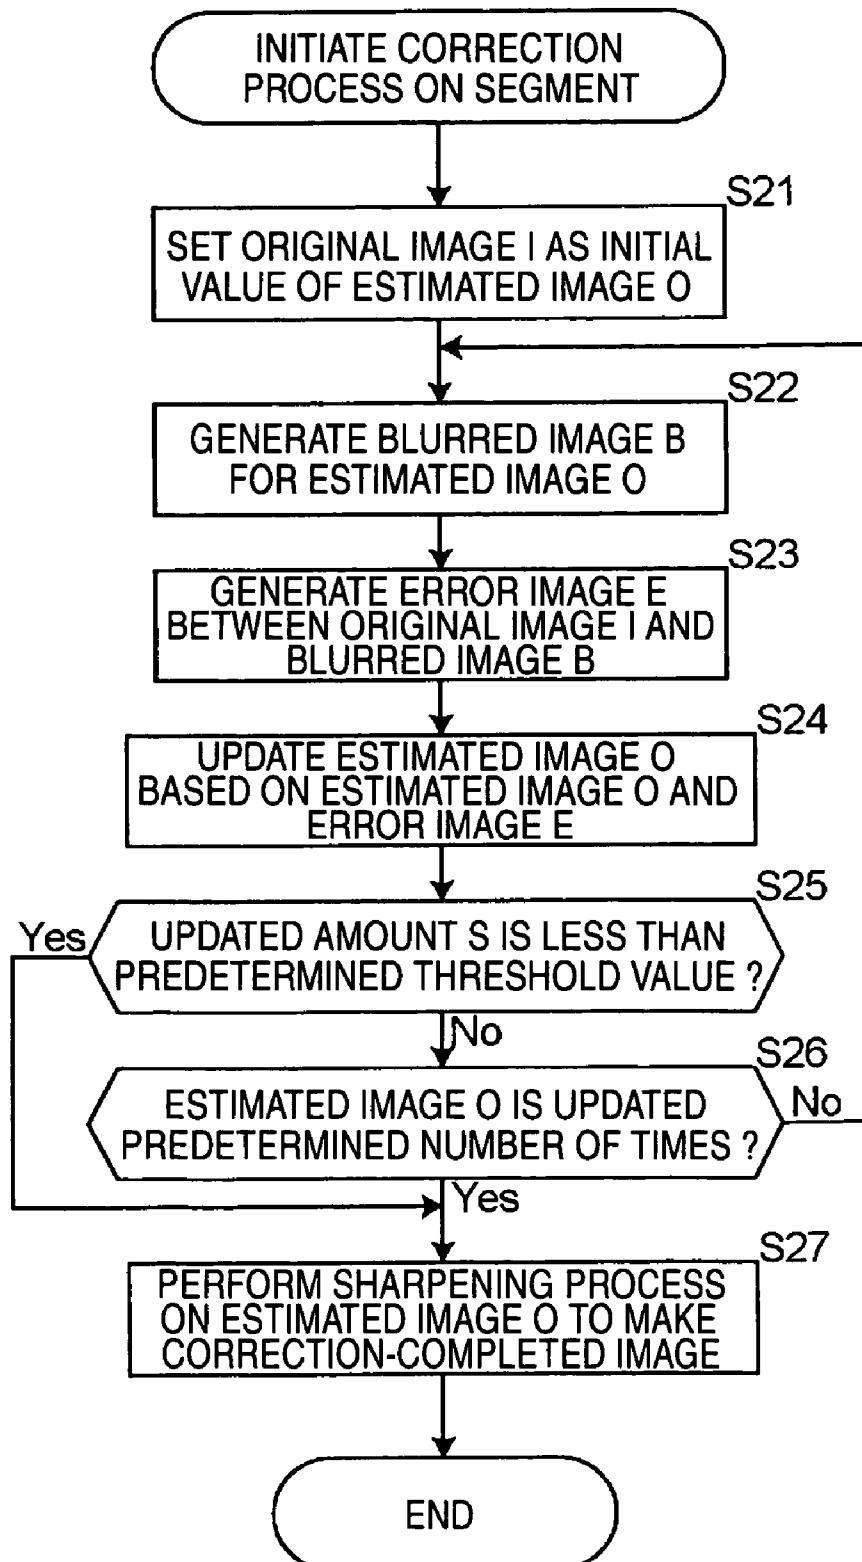 INITIATE CORRECTION
PROCESS ON SEGMENT
S21
SET ORIGINAL IMAGE I AS INITIAL
VALUE OF ESTIMATED IMAGE O
S22
GENERATE BLURRED IMAGE B
FOR ESTIMATED IMAGE O
S23
GENERATE ERROR IMAGE E
BETWEEN ORIGINAL IMAGE I AND
BLURRED IMAGE B
S24
UPDATE ESTIMATED IMAGE O
BASED ON ESTIMATED IMAGE O AND
ERROR IMAGE E
S25
Yes
UPDATED AMOUNT S IS LESS THAN
PREDETERMINED THRESHOLD VALUE ?
No
S26
ESTIMATED IMAGE O IS UPDATED
PREDETERMINED NUMBER OF TIMES ?
No
Yes
S27
PERFORM SHARPENING PROCESS
ON ESTIMATED IMAGE O TO MAKE
CORRECTION-COMPLETED IMAGE
END